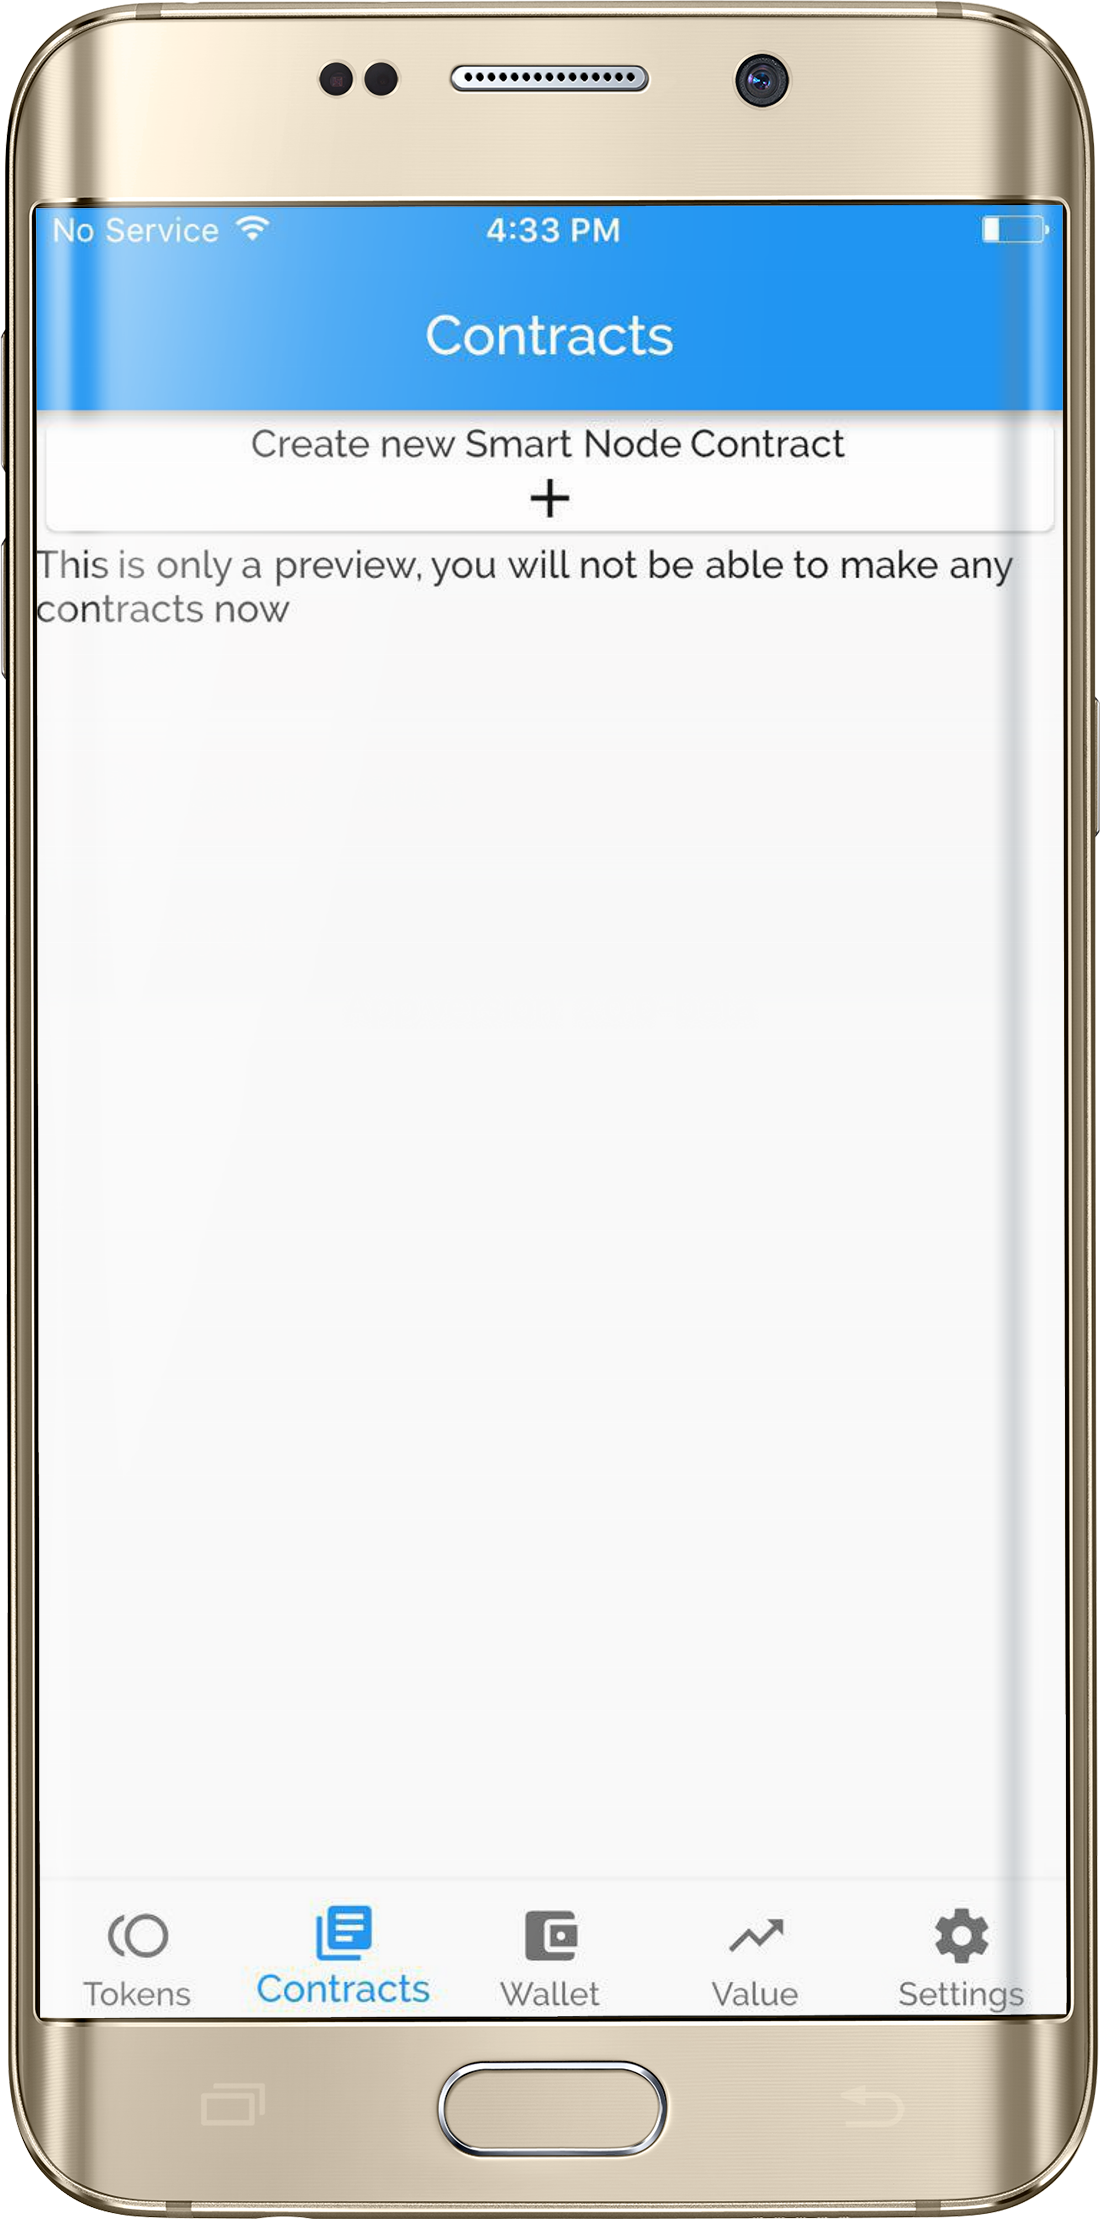 No Service 4:33 PM
Contracts
Create new Smart Node Contract
+
This is only a preview, you will not be able to make any
contracts now
Tokens Contracts Wallet Value Settings